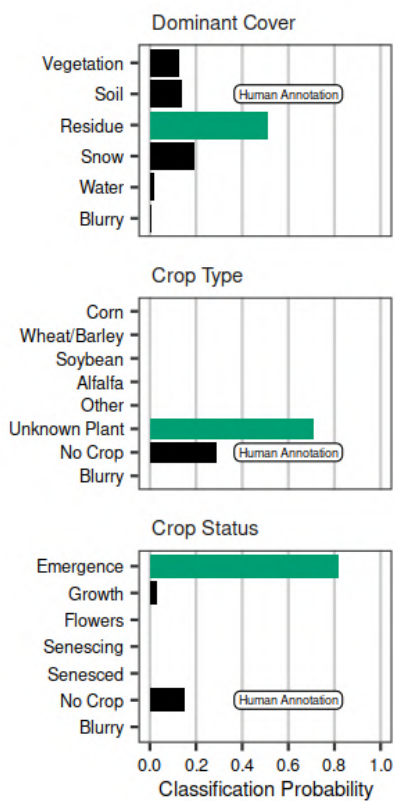 Dominant Cover
Vegetation
Soil Human Annotation
Residue
Snow
Water
Blurry
Crop Type
Corn
Wheat/Barley
Soybean
Alfalfa
Other
Unknown Plant
No Crop Human Annotation
Blurry
Crop Status
Emergence
Growth
Flowers
Senescing
Senesced
No Crop Human Annotation
Blurry
0.0 0.2 0.4 0.6 0.8 1.0
Classification Probability